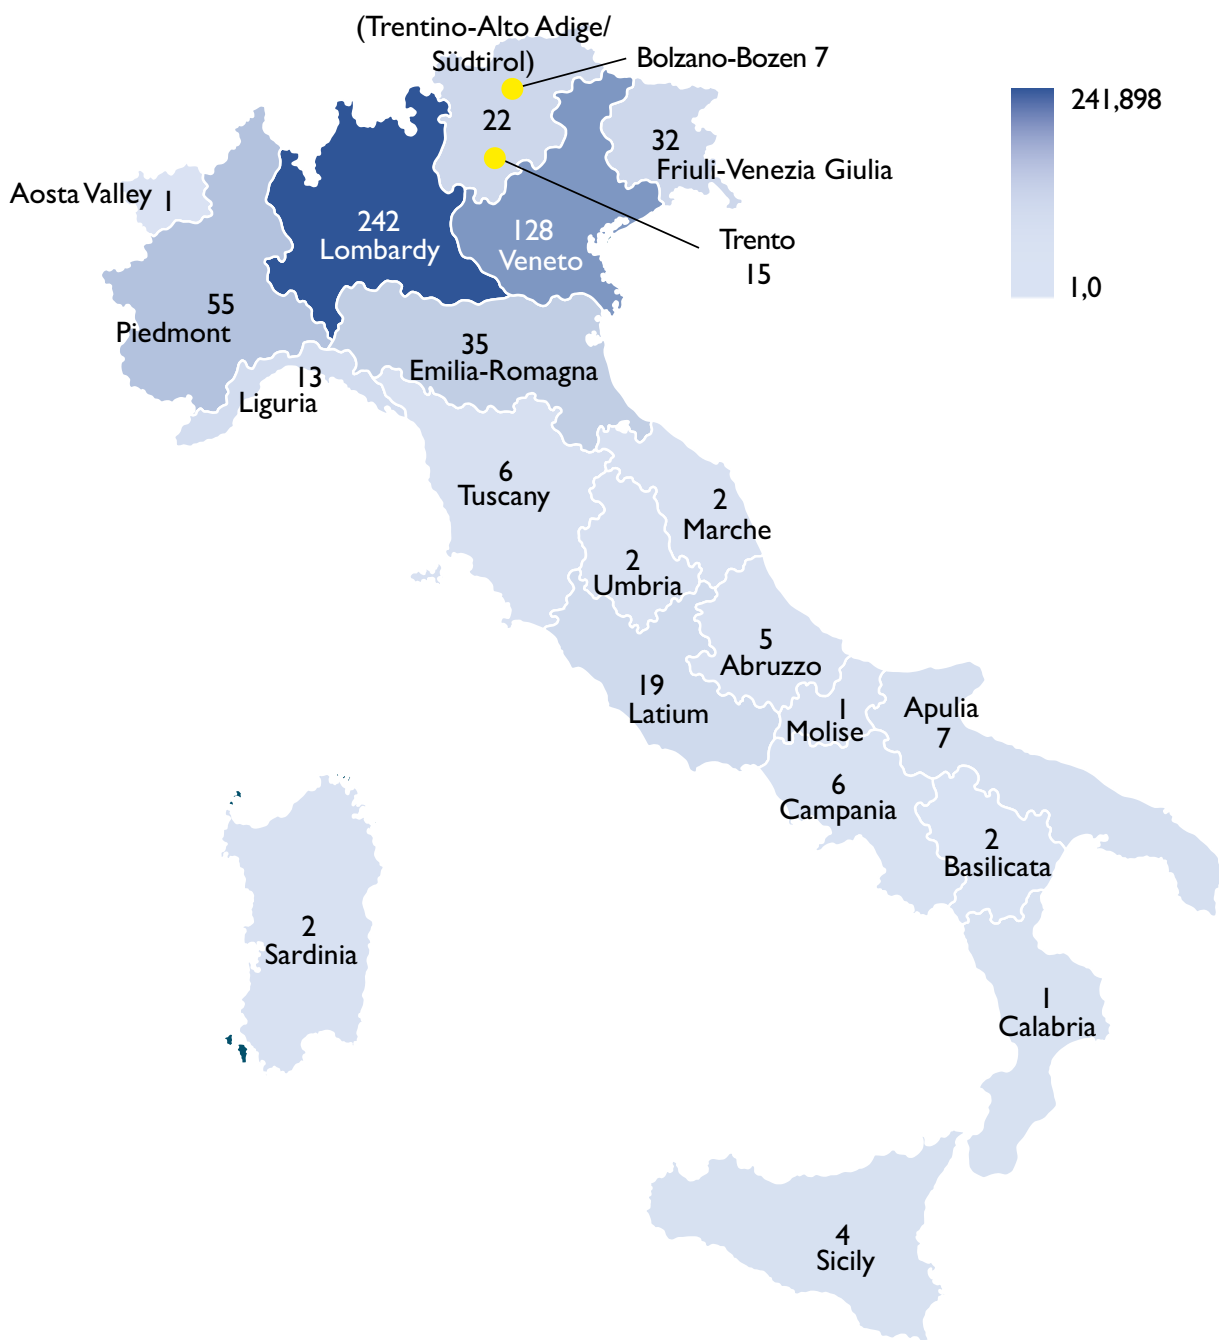 (Trentino-Alto Adige/
Südtirol)
Bolzano-Bozen 7
241,898
22
32
Friuli-Venezia Giulia
Aosta Valley 1
242
Lombardy
128
Veneto
Trento
15
1,0
55
Piedmont
35
Emilia-Romagna
13
Liguria
6
Tuscany
2
Marche
2
Umbria
5
Abruzzo
19
Latium
1
Molise
Apulia
7
6
Campania
2
Basilicata
2
Sardinia
1
Calabria
4
Sicily